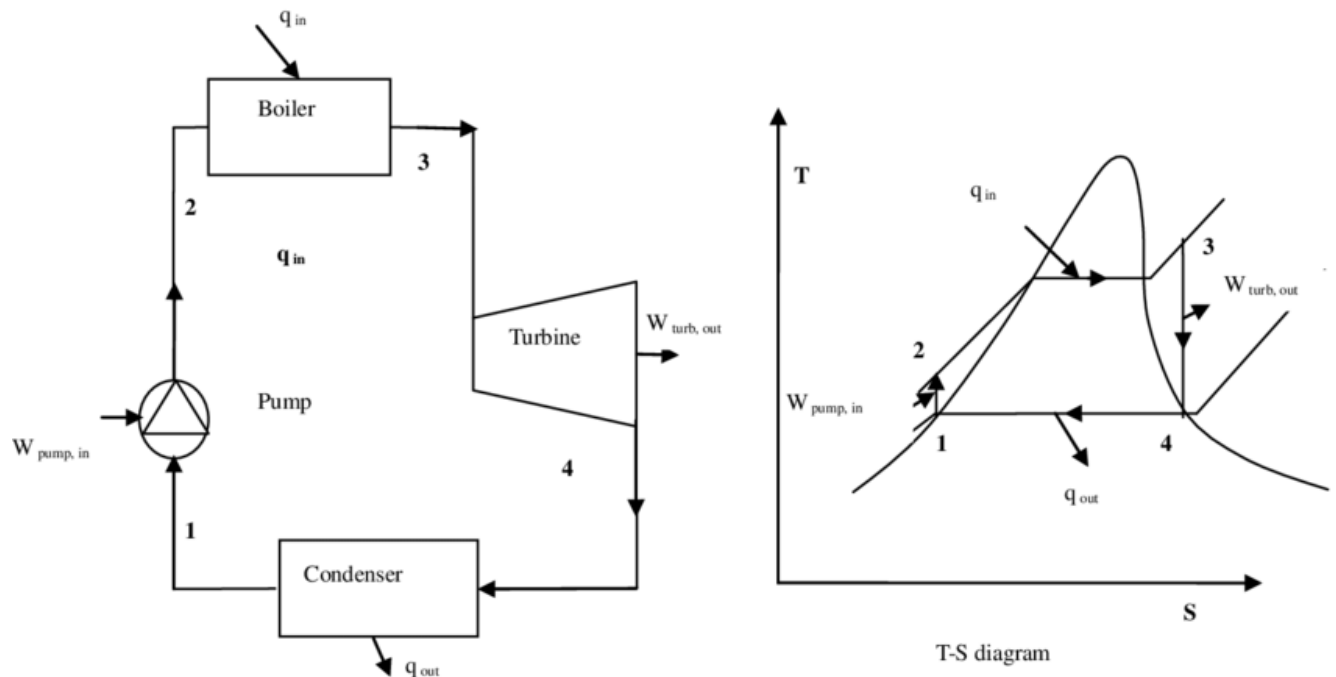 q in
Boiler
3
2
q in
Turbine
W turb, out
Pump
W pump, in
4
1
Condenser
q out
T
q in
3
W turb, out
2
W pump, in
1
4
q out
S
T-S diagram